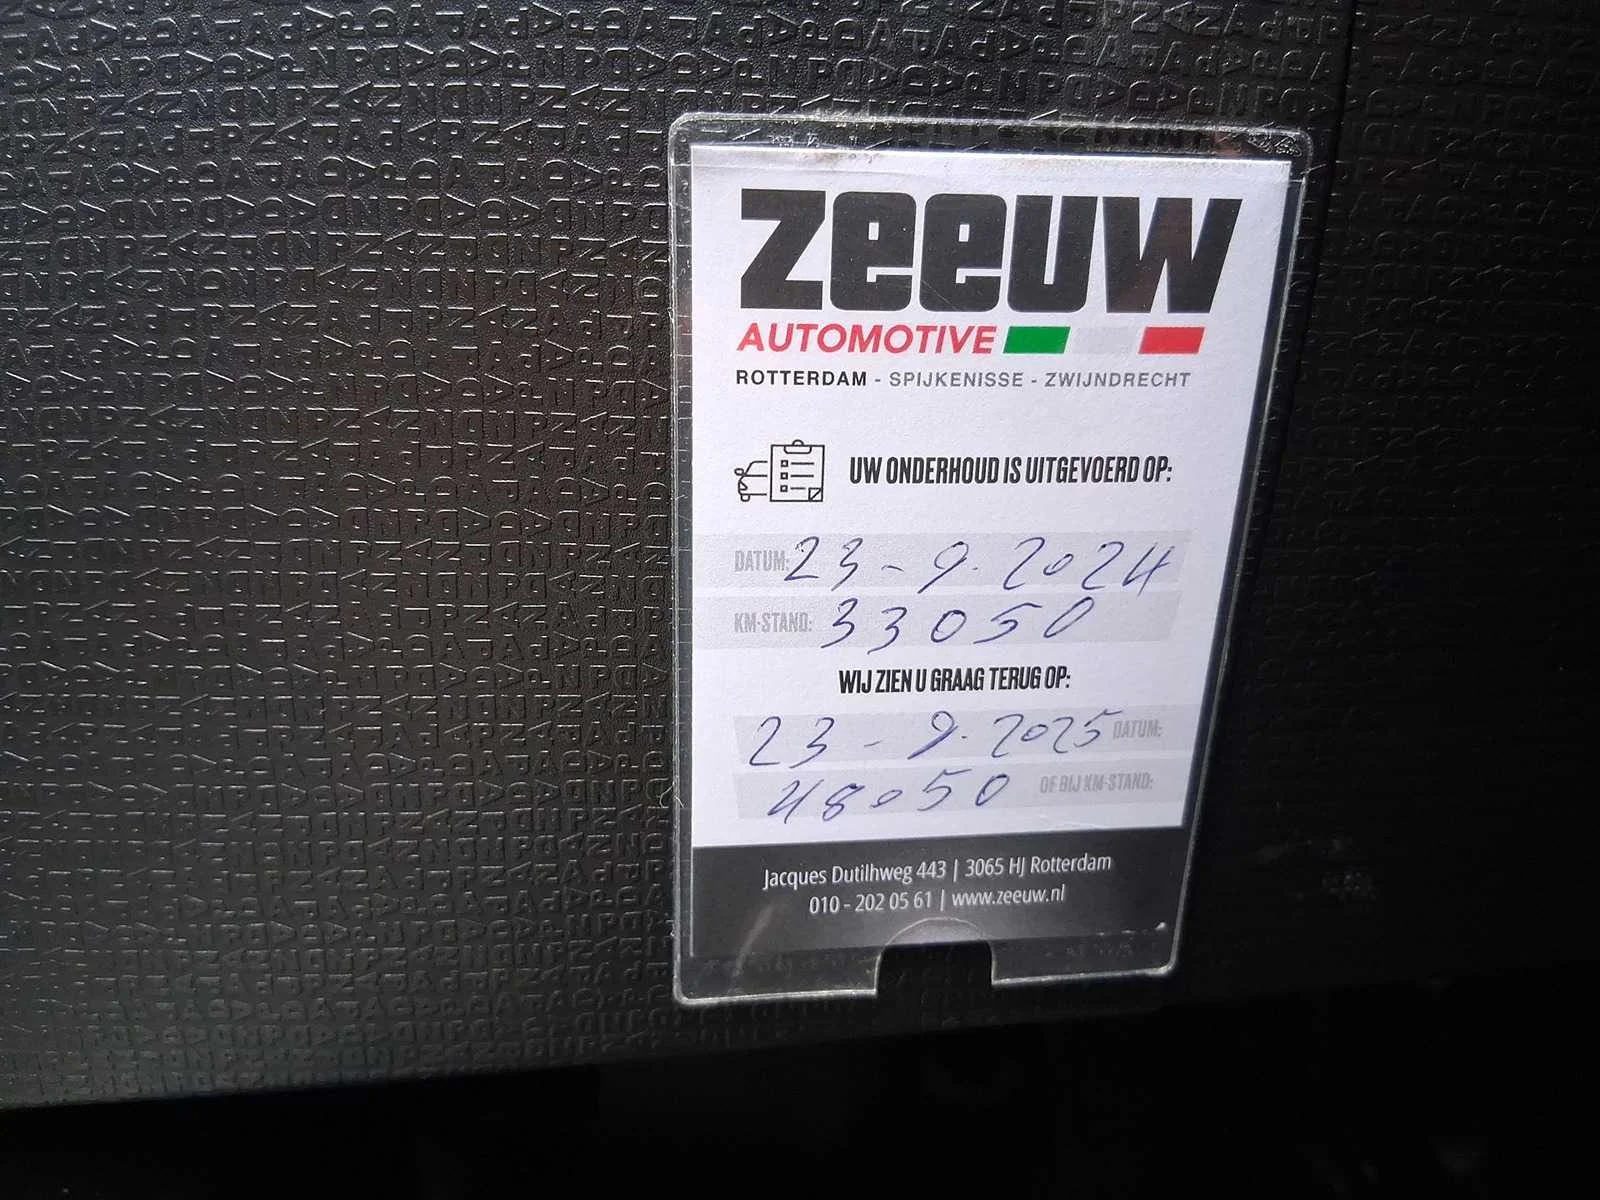 zeeuw
AUTOMOTIVE
ROTTERDAM - SPIJKENISSE - ZWIJNDRECHT
UW ONDERHOUD IS UITGEVOERD OP:
DATUM: 23-9-2024
KM-STAND: 33050
WIJ ZIEN U GRAAG TERUG OP:
23-9-2025 DATUM:
48050 OF BIJ KM-STAND:
Jacques Dutilhweg 443 | 3065 HJ Rotterdam
010 - 202 05 61 | www.zeeuw.nl